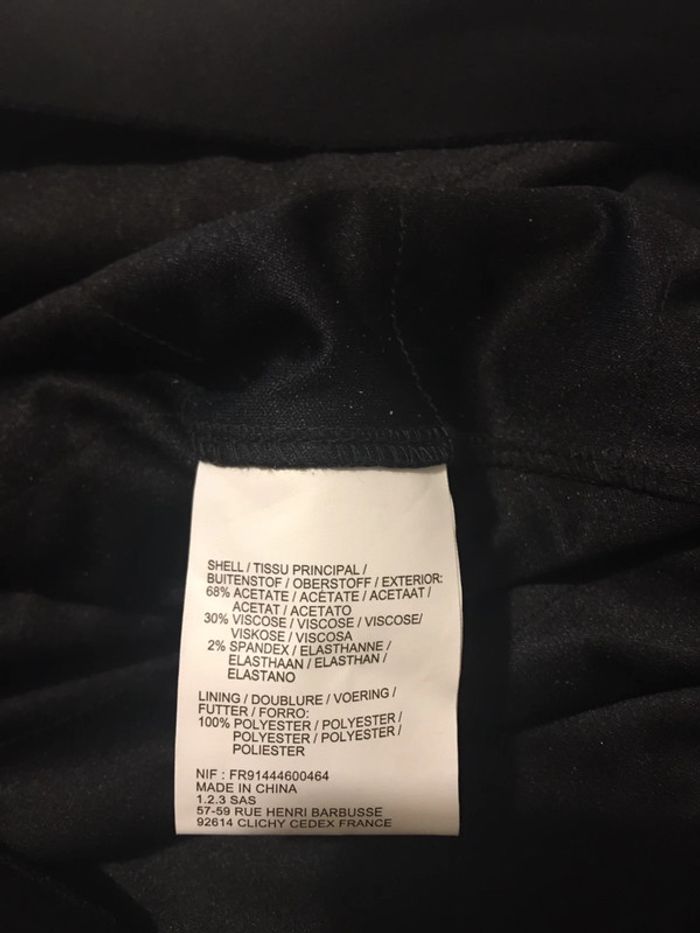 SHELL / TISSU PRINCIPAL /
BUITENSTOF / OBERSTOFF / EXTERIOR:
68% ACETATE / ACÉTATE / ACETAAT /
ACETAT / ACETATO
30% VISCOSE / VISCOSE / VISCOSE/
VISKOSE / VISCOSA
2% SPANDEX / ELASTHANNE /
ELASTHAAN / ELASTHAN /
ELASTANO
LINING / DOUBLURE / VOERING /
FUTTER / FORRO:
100% POLYESTER / POLYESTER /
POLYESTER / POLYESTER /
POLIESTER
NIF : FR91444600464
MADE IN CHINA
1.2.3 SAS
57-59 RUE HENRI BARBUSSE
92614 CLICHY CEDEX FRANCE